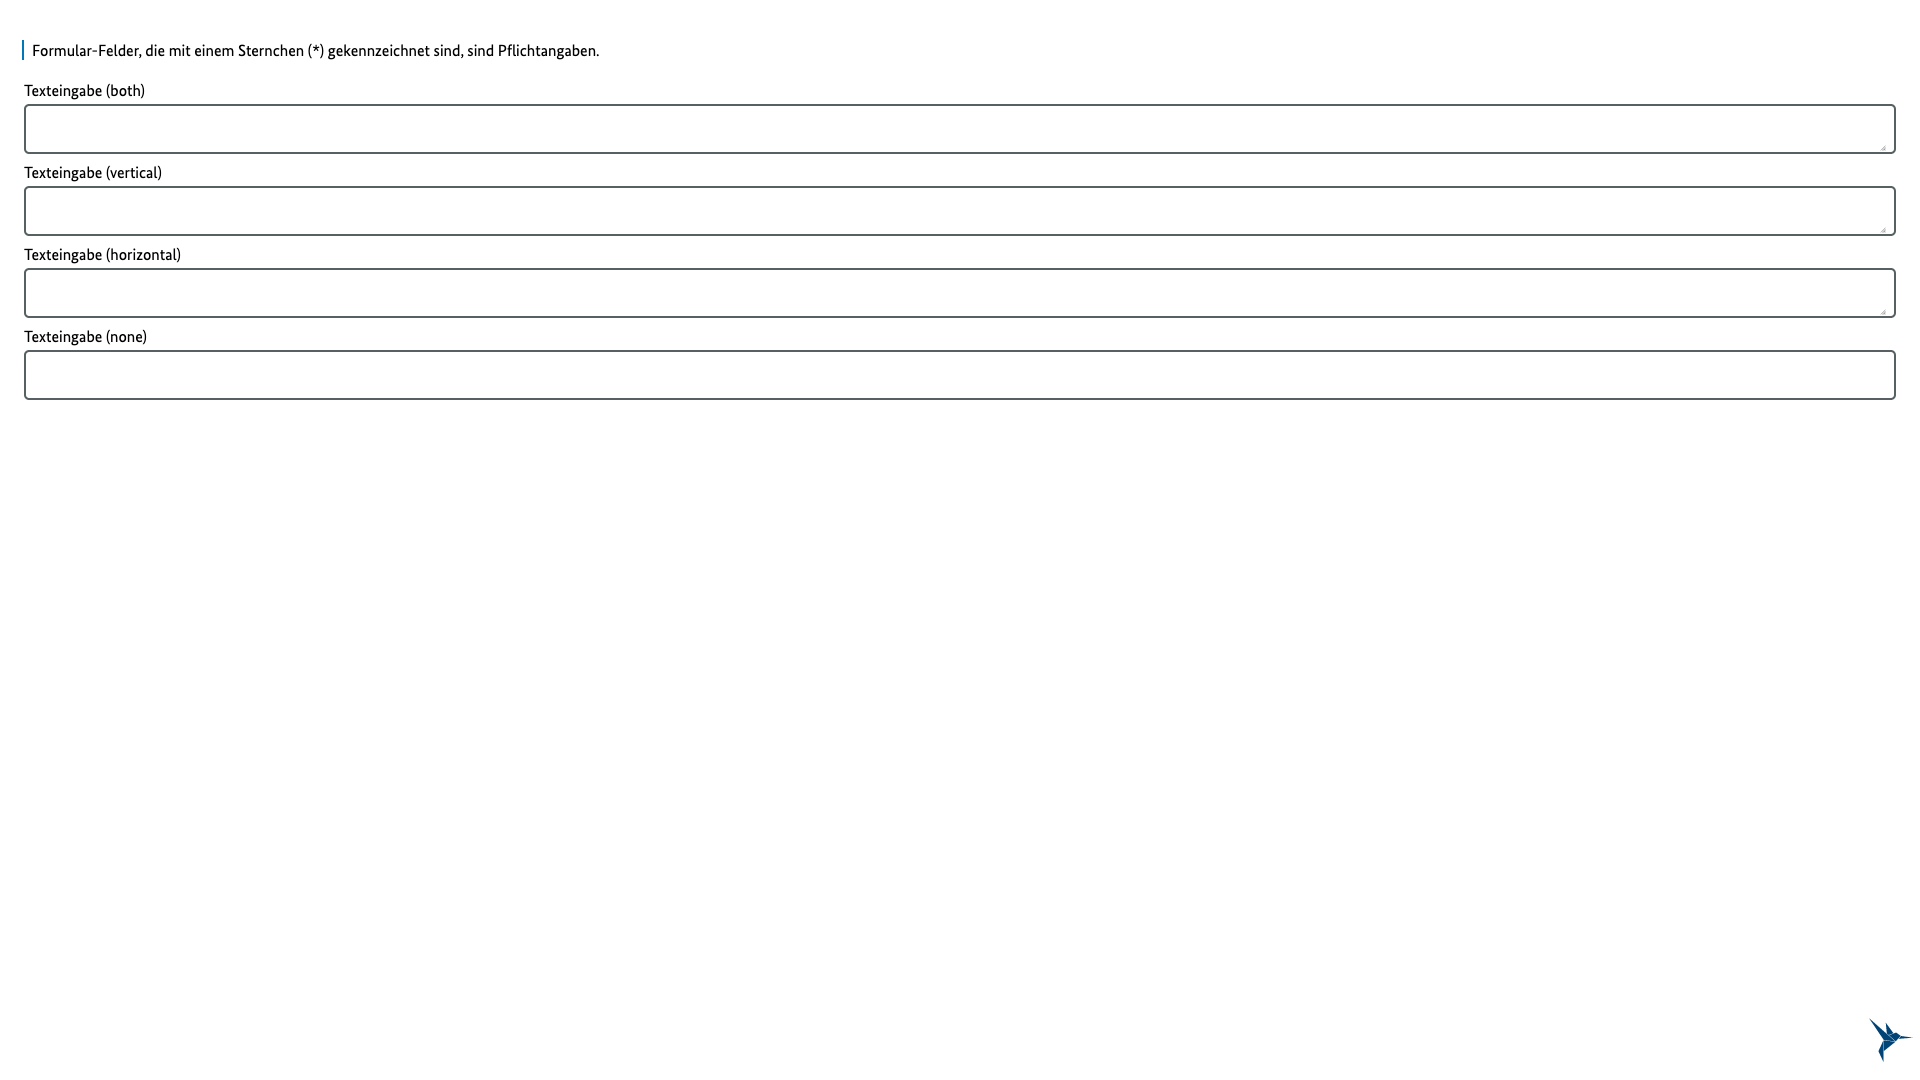 Formular-Felder, die mit einem Sternchen (*) gekennzeichnet sind, sind Pflichtangaben.
Texteingabe (both)
Texteingabe (vertical)
Texteingabe (horizontal)
Texteingabe (none)